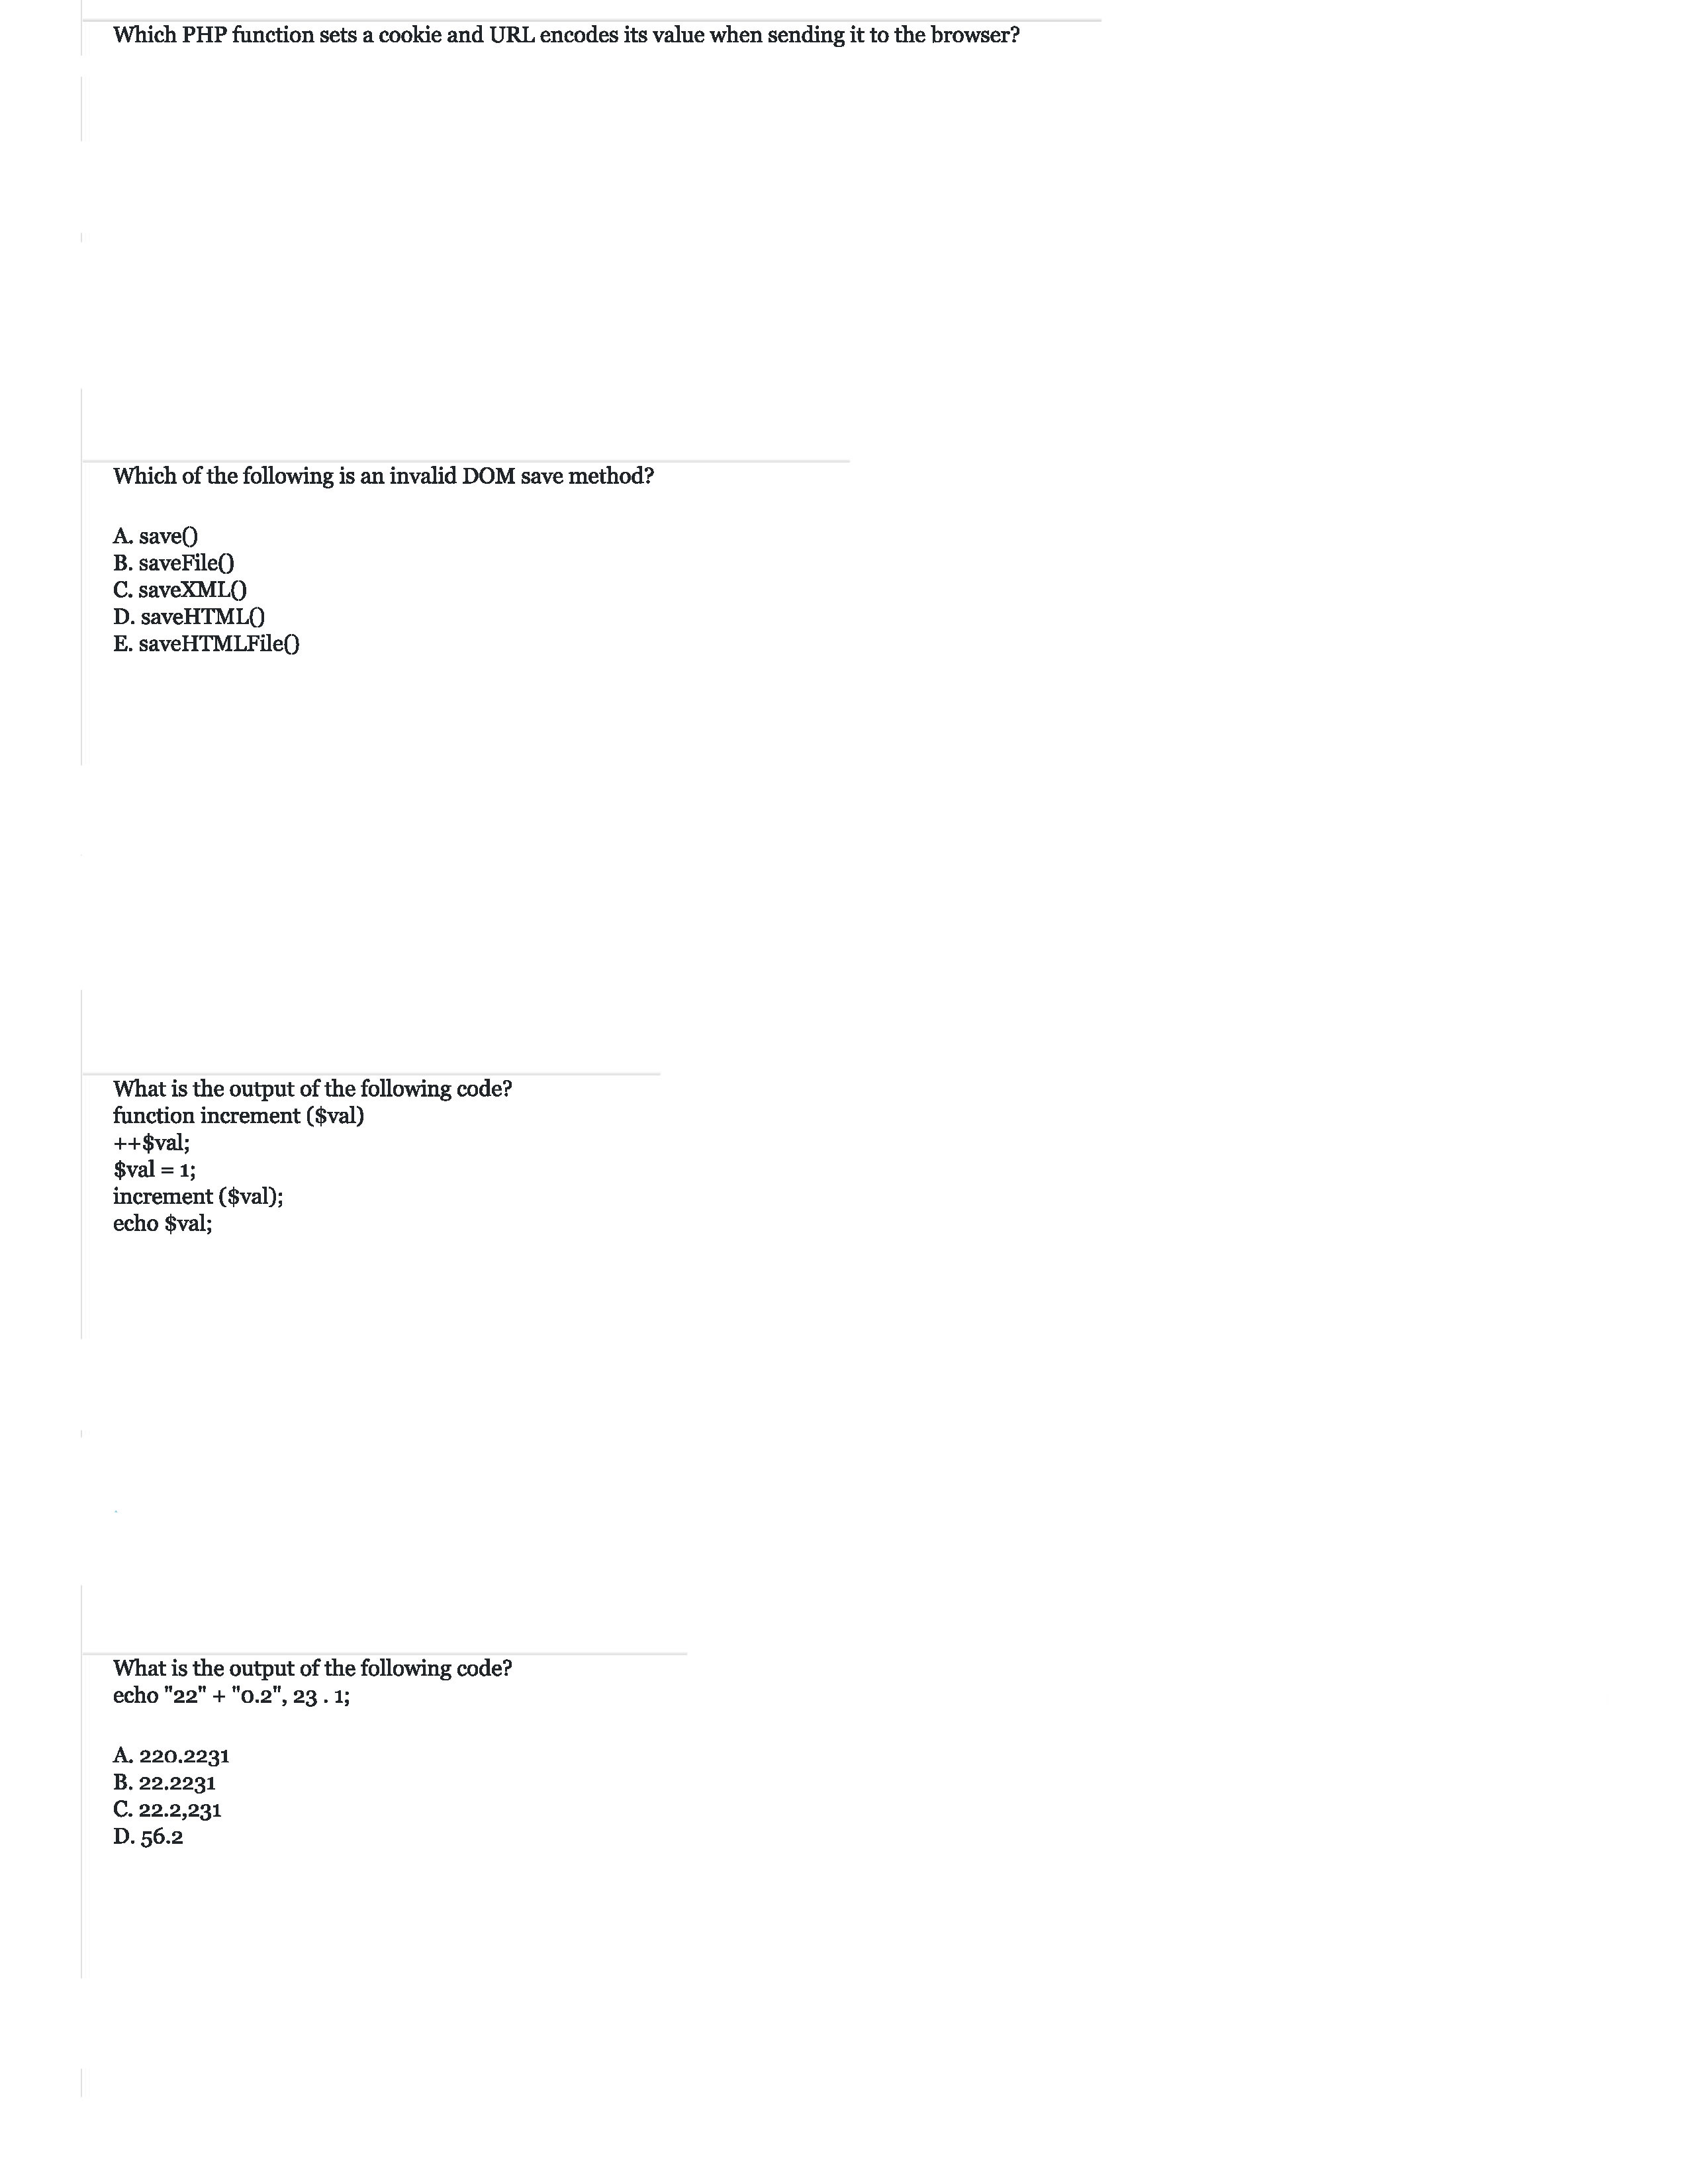 Which PHP function sets a cookie and URL encodes its value when sending it to the browser?
Which of the following is an invalid DOM save method?
A. save()
B. saveFile()
C. saveXML()
D. saveHTML()
E. saveHTMLFile()
What is the output of the following code?
function increment ($val)
++$val;
$val = 1;
increment ($val);
echo $val;
What is the output of the following code?
echo "22" + "0.2", 23 . 1;
A. 220.2231
B. 22.2231
C. 22.2,231
D. 56.2